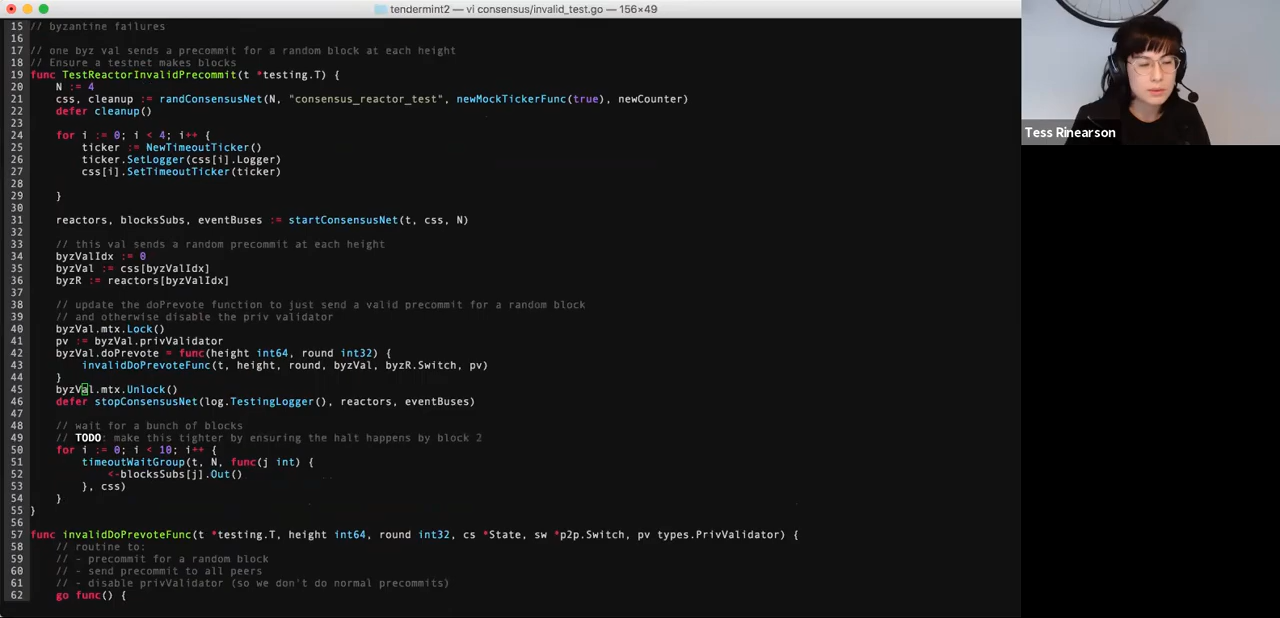 tendermint2 — vi consensus/invalid_test.go — 156×49
15 // byzantine failures
16
17 // one byz val sends a precommit for a random block at each height
18 // Ensure a testnet makes blocks
19 func TestReactorInvalidPrecommit(t *testing.T) {
20     N := 4
21     css, cleanup := randConsensusNet(N, "consensus_reactor_test", newMockTickerFunc(true), newCounter)
22     defer cleanup()
23
24     for i := 0; i < 4; i++ {
25         ticker := NewTimeoutTicker()
26         ticker.SetLogger(css[i].Logger)
27         css[i].SetTimeoutTicker(ticker)
28
29     }
30
31     reactors, blocksSubs, eventBuses := startConsensusNet(t, css, N)
32
33     // this val sends a random precommit at each height
34     byzValIdx := 0
35     byzVal := css[byzValIdx]
36     byzR := reactors[byzValIdx]
37
38     // update the doPrevote function to just send a valid precommit for a random block
39     // and otherwise disable the priv validator
40     byzVal.mtx.Lock()
41     pv := byzVal.privValidator
42     byzVal.doPrevote = func(height int64, round int32) {
43         invalidDoPrevoteFunc(t, height, round, byzVal, byzR.Switch, pv)
44     }
45     byzVal.mtx.Unlock()
46     defer stopConsensusNet(log.TestingLogger(), reactors, eventBuses)
47
48     // wait for a bunch of blocks
49     // TODO: make this tighter by ensuring the halt happens by block 2
50     for i := 0; i < 10; i++ {
51         timeoutWaitGroup(t, N, func(j int) {
52             <-blocksSubs[j].Out()
53         }, css)
54     }
55 }
56
57 func invalidDoPrevoteFunc(t *testing.T, height int64, round int32, cs *State, sw *p2p.Switch, pv types.PrivValidator) {
58     // routine to:
59     // - precommit for a random block
60     // - send precommit to all peers
61     // - disable privValidator (so we don't do normal precommits)
62     go func() {
Tess Rinearson